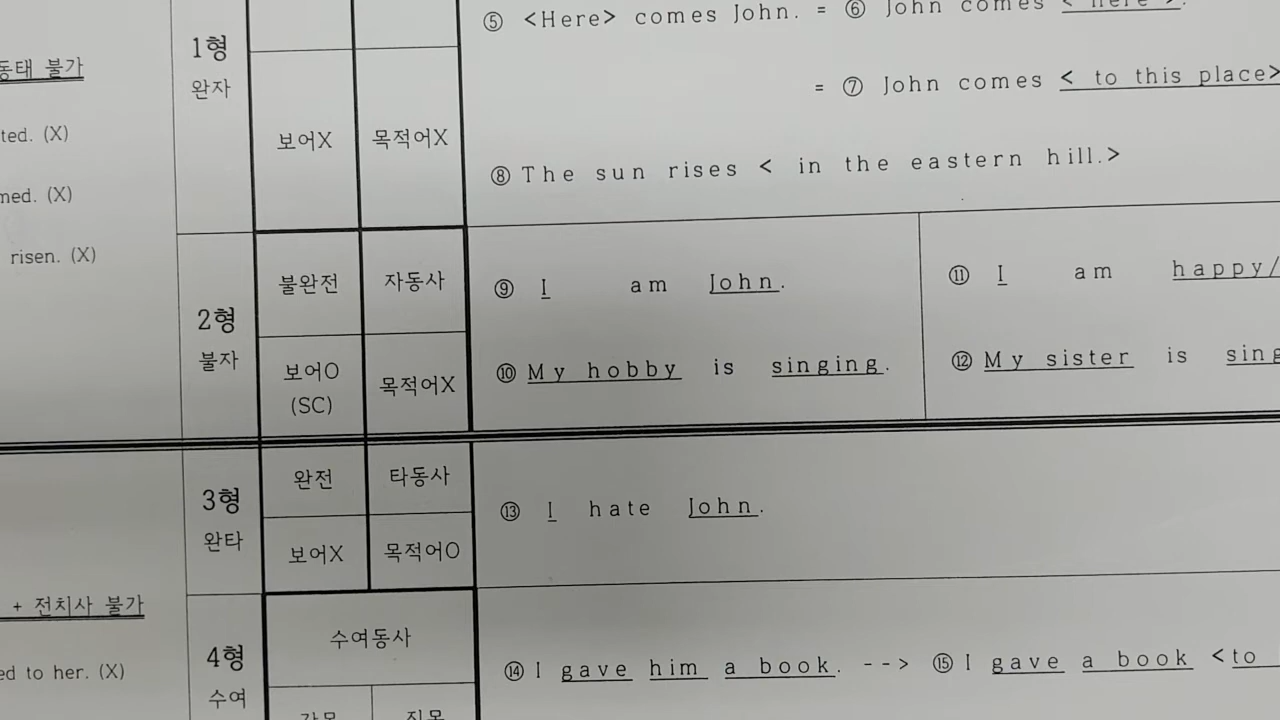 ⑤ <Here> comes John. = ⑥ John comes < here >.
동태 불가
1형
완자
= ⑦ John comes < to this place>
ted. (X)
보어X 목적어X
⑧ The sun rises < in the eastern hill.>
med. (X)
risen. (X)
불완전 자동사
⑨ I am John. ⑪ I am happy/
2형
불자
보어O
(SC)
목적어X
⑩ My hobby is singing. ⑫ My sister is sing
3형
완타
완전 타동사
⑬ I hate John.
보어X 목적어O
+ 전치사 불가
4형
수여
수여동사
⑭ I gave him a book. --> ⑮ I gave a book <to
ed to her. (X)